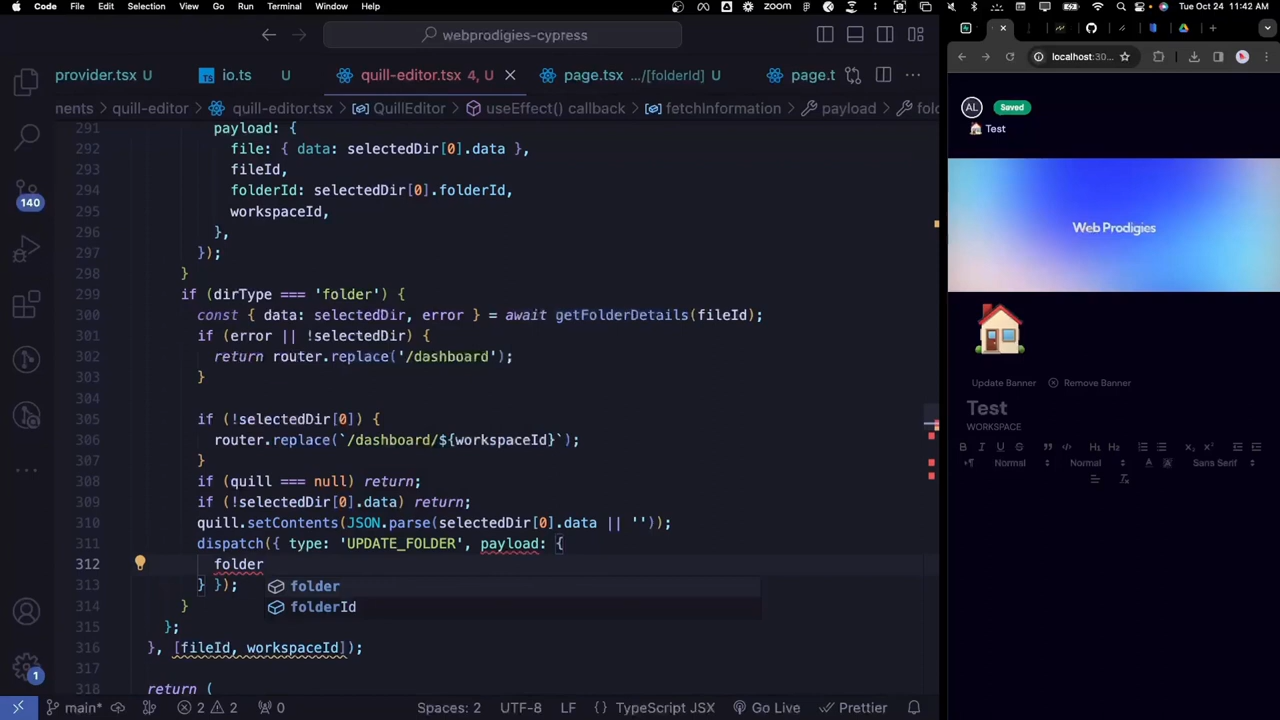 Code File Edit Selection View Go Run Terminal Window Help
zoom
Tue Oct 24 11:42 AM
webprodigies-cypress
provider.tsx U
io.ts U
quill-editor.tsx 4, U
page.tsx .../[folderId] U
page.t
nents > quill-editor > quill-editor.tsx > QuillEditor > useEffect() callback > fetchInformation > payload > fol
291 payload: {
292 file: { data: selectedDir[0].data },
293 fileId,
294 folderId: selectedDir[0].folderId,
295 workspaceId,
296 },
297 });
298 }
299 if (dirType === 'folder') {
300 const { data: selectedDir, error } = await getFolderDetails(fileId);
301 if (error || !selectedDir) {
302 return router.replace('/dashboard');
303 }
304
305 if (!selectedDir[0]) {
306 router.replace(`/dashboard/${workspaceId}`);
307 }
308 if (quill === null) return;
309 if (!selectedDir[0].data) return;
310 quill.setContents(JSON.parse(selectedDir[0].data || ''));
311 dispatch({ type: 'UPDATE_FOLDER', payload: {
312 folder
313 } });
folder
folderId
314 }
315 };
316 }, [fileId, workspaceId]);
317
318 return (
140
1
main*
2 2
0
Spaces: 2
UTF-8
LF
{} TypeScript JSX
Go Live
Prettier
localhost:30...
AL
Saved
Test
Web Prodigies
Update Banner
Remove Banner
Test
WORKSPACE
B I U S H1 H2
Normal
Normal
A A
Sans Serif